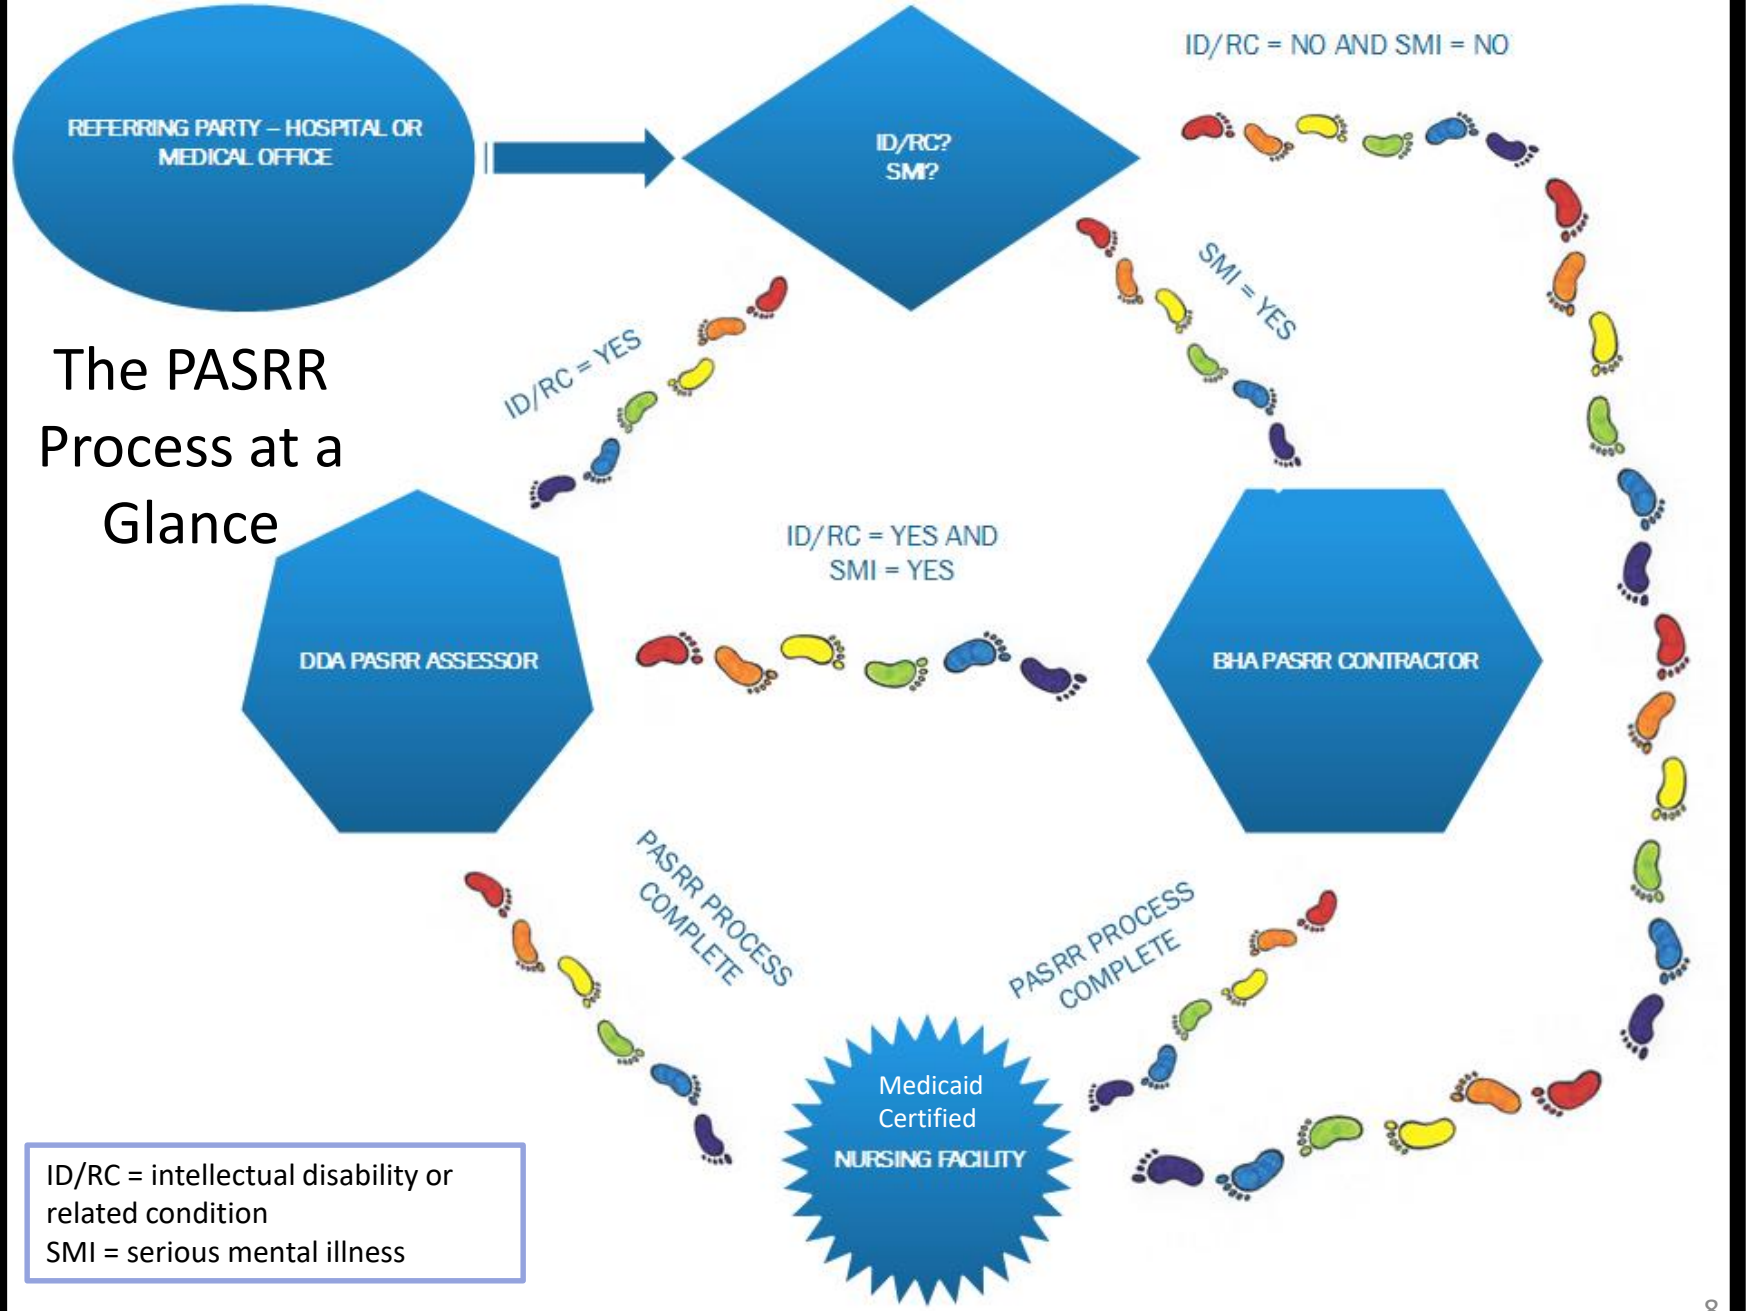 REFERRING PARTY – HOSPITAL OR
MEDICAL OFFICE
ID/RC?
SMI?
ID/RC = NO AND SMI = NO
SMI = YES
ID/RC = YES
The PASRR
Process at a
Glance
ID/RC = YES AND
SMI = YES
DDA PASRR ASSESSOR
BHA PASRR CONTRACTOR
PASRR PROCESS
COMPLETE
PASRR PROCESS
COMPLETE
Medicaid
Certified
NURSING FACILITY
ID/RC = intellectual disability or
related condition
SMI = serious mental illness
8